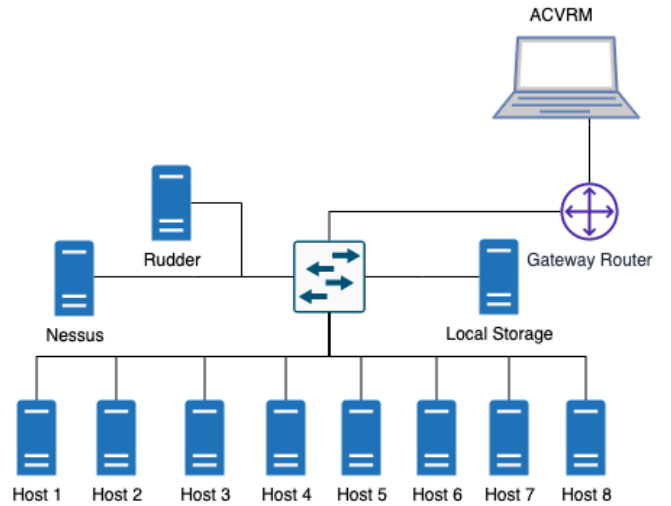 ACVRM
Rudder
Gateway Router
Nessus
Local Storage
Host 1
Host 2
Host 3
Host 4
Host 5
Host 6
Host 7
Host 8